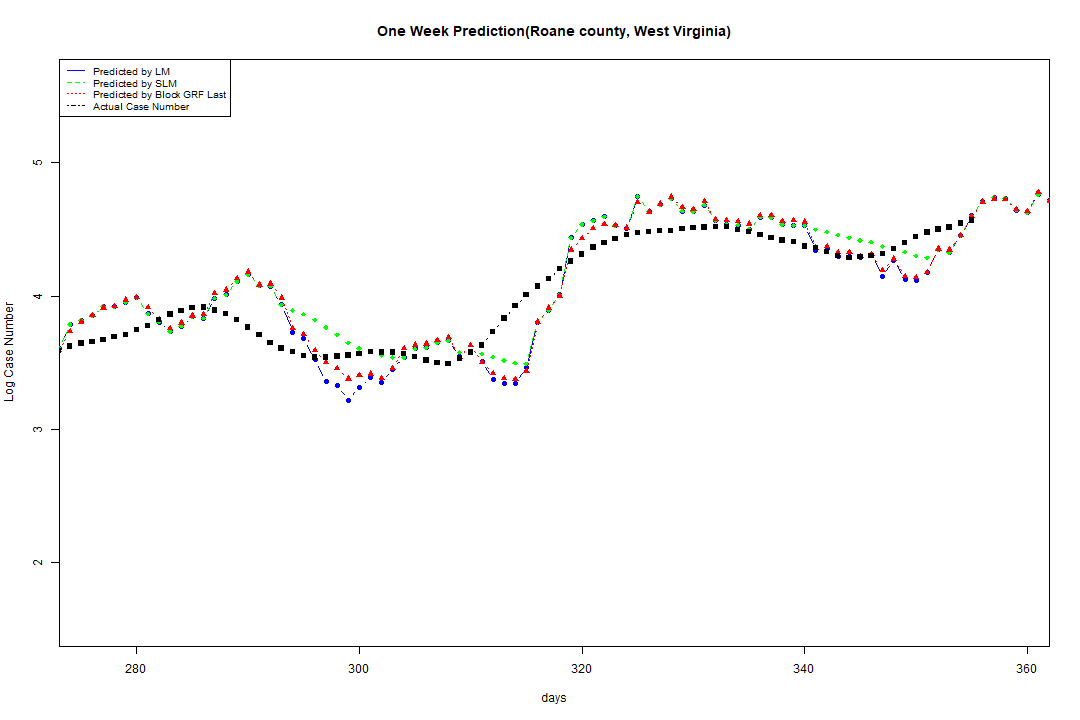 One Week Prediction(Roane county, West Virginia)
Predicted by LM
Predicted by SLM
Predicted by Block GRF Last
Actual Case Number
5
4
3
2
Log Case Number
280 300 320 340 360
days